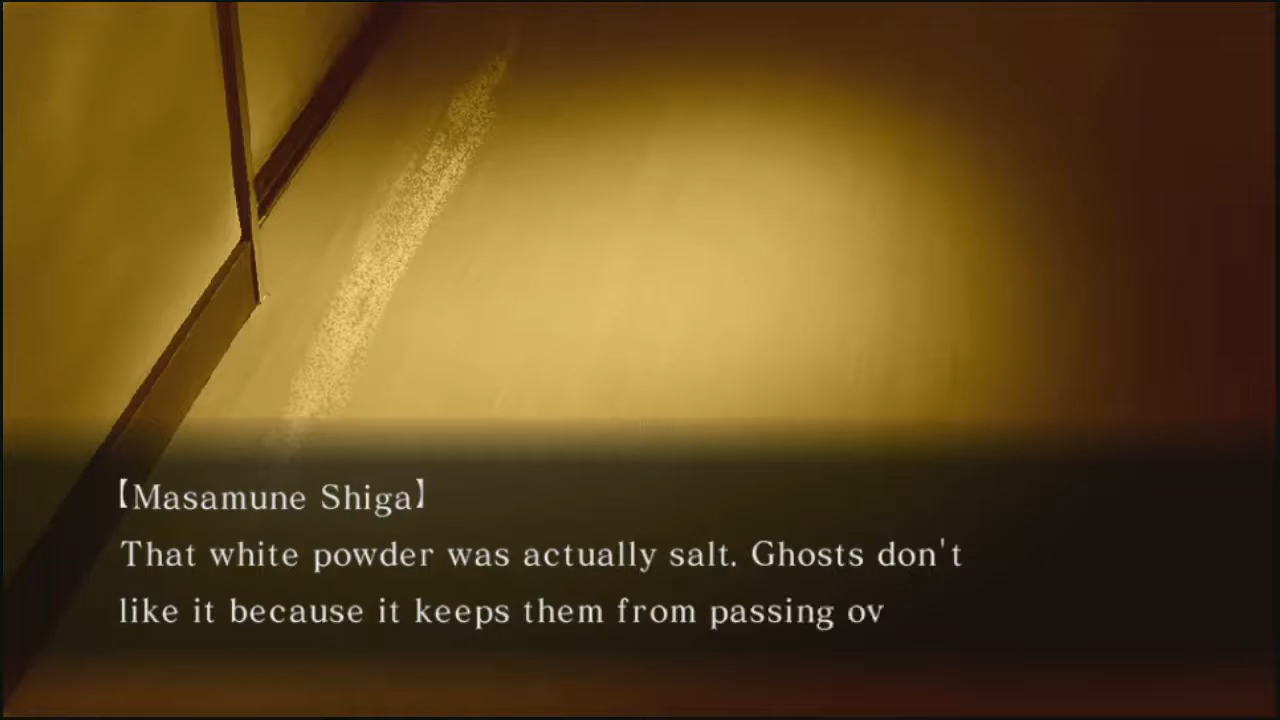 【Masamune Shiga】
That white powder was actually salt. Ghosts don't
like it because it keeps them from passing ov